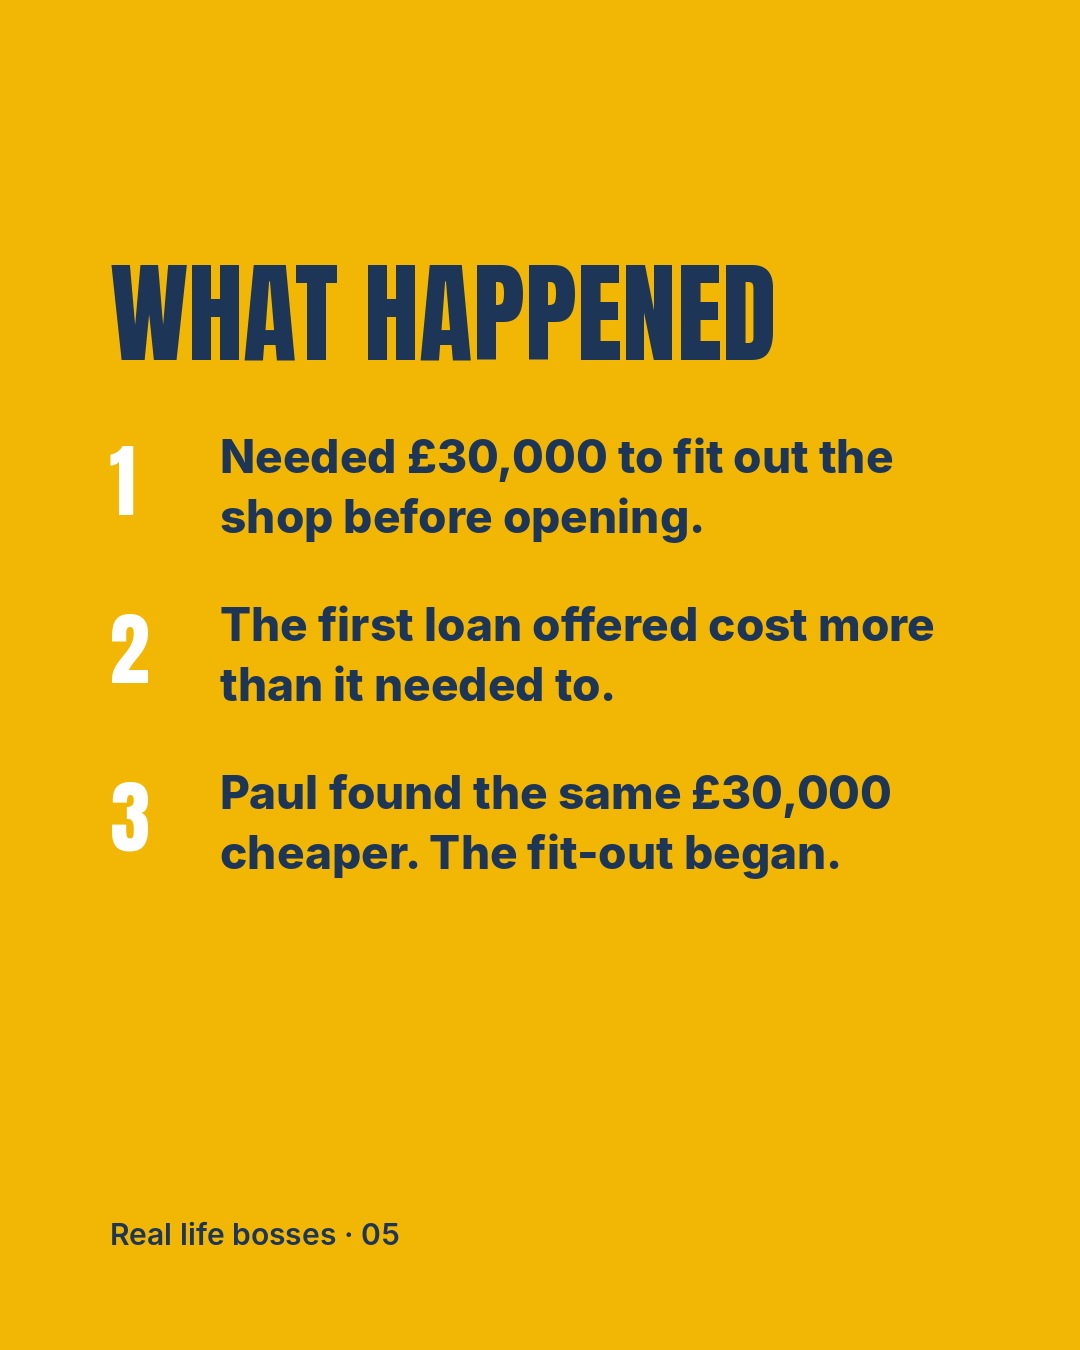 WHAT HAPPENED
1
Needed £30,000 to fit out the
shop before opening.
2
The first loan offered cost more
than it needed to.
3
Paul found the same £30,000
cheaper. The fit-out began.
Real life bosses · 05